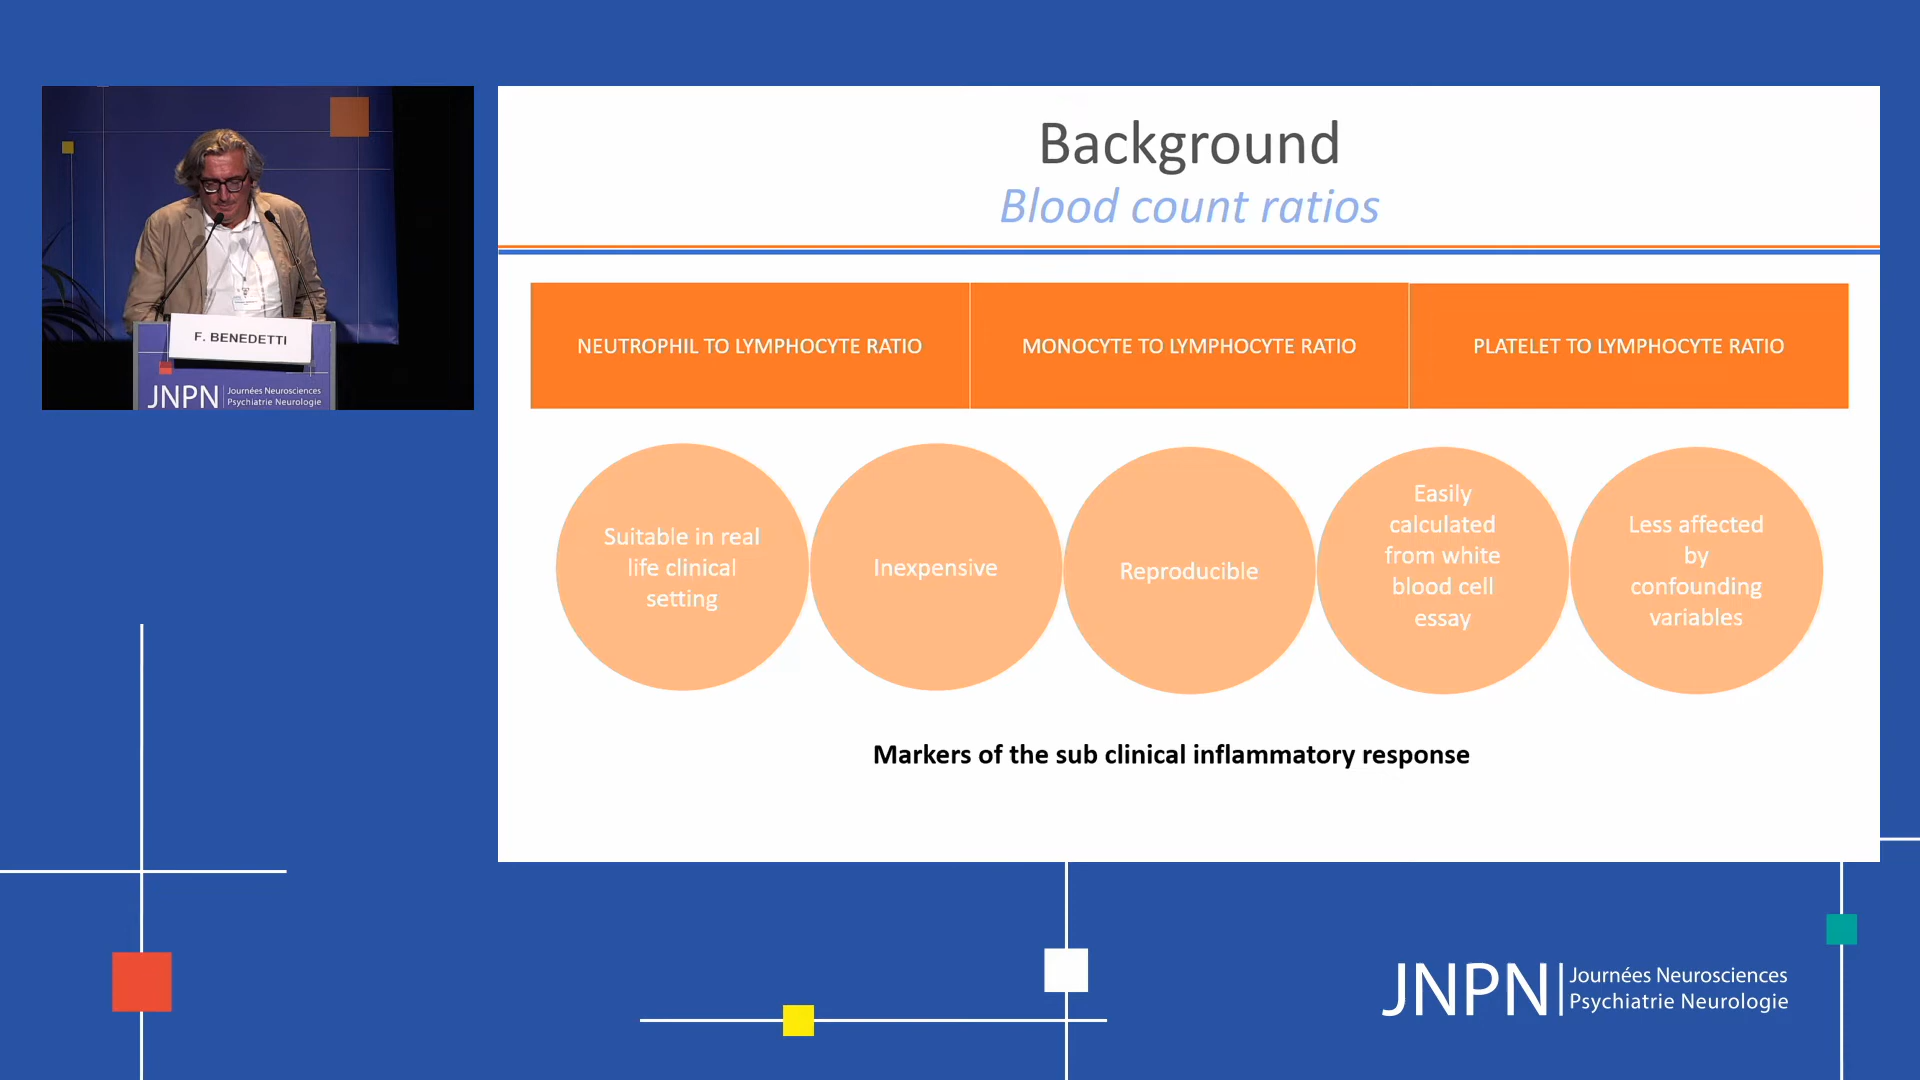 Background
Blood count ratios
NEUTROPHIL TO LYMPHOCYTE RATIO
MONOCYTE TO LYMPHOCYTE RATIO
PLATELET TO LYMPHOCYTE RATIO
Suitable in real
life clinical
setting
Inexpensive
Reproducible
Easily
calculated
from white
blood cell
essay
Less affected
by
confounding
variables
Markers of the sub clinical inflammatory response
F. BENEDETTI
JNPN
Journées Neurosciences
Psychiatrie Neurologie
JNPN
Journées Neurosciences
Psychiatrie Neurologie